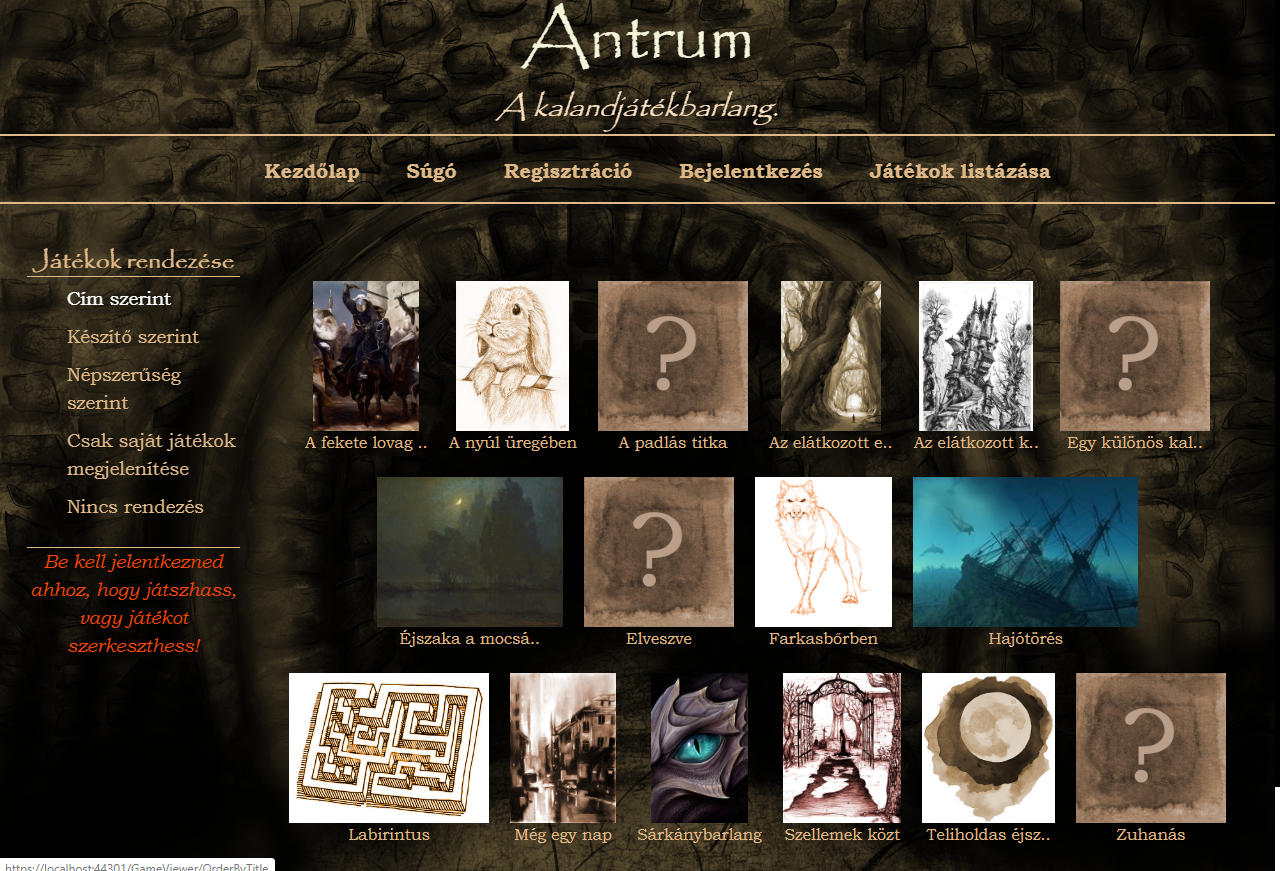 Antrum
A kalandjátékbarlang.
Kezdőlap Súgó Regisztráció Bejelentkezés Játékok listázása
Játékok rendezése
Cím szerint
Készítő szerint
Népszerűség
szerint
Csak saját játékok
megjelenítése
Nincs rendezés
Be kell jelentkezned
ahhoz, hogy játszhass,
vagy játékot
szerkeszthess!
A fekete lovag .. A nyúl üregében A padlás titka Az elátkozott e.. Az elátkozott k.. Egy különös kal..
Éjszaka a mocsá.. Elveszve Farkasbőrben Hajótörés
Labirintus Még egy nap Sárkánybarlang Szellemek közt Teliholdas éjsz.. Zuhanás
https://localhost:44301/GameViewer/OrderByTitle